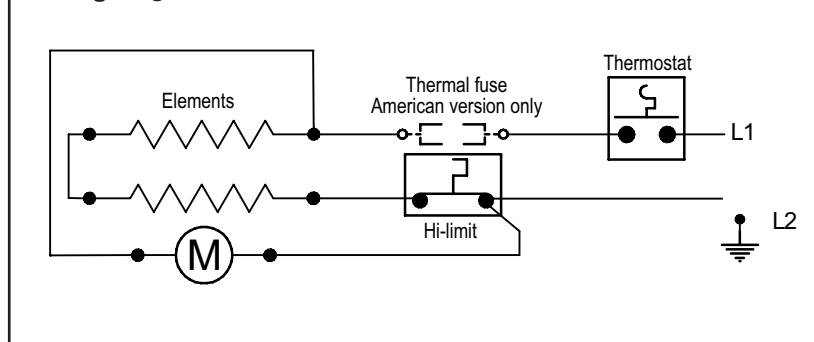 Thermostat
Thermal fuse
American version only
Elements
L1
Hi-limit
L2
M